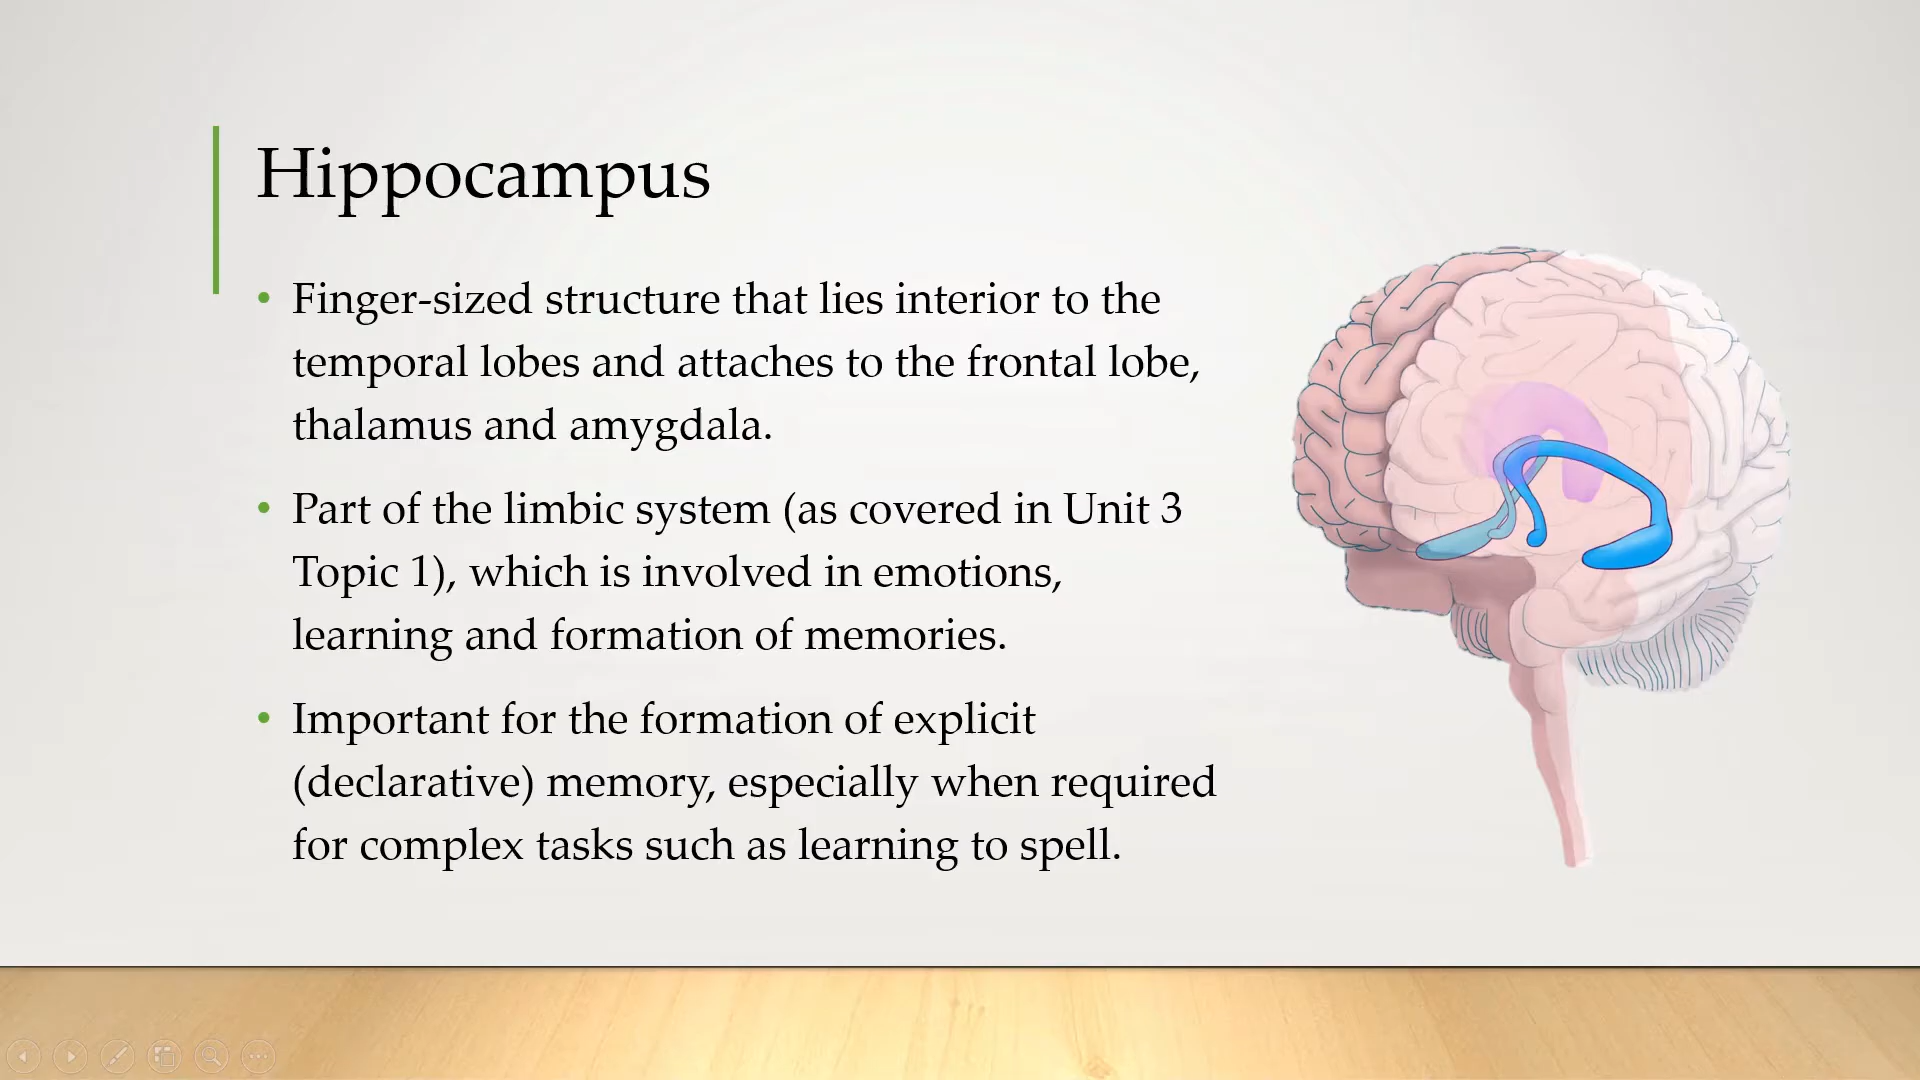 Hippocampus
• Finger-sized structure that lies interior to the
temporal lobes and attaches to the frontal lobe,
thalamus and amygdala.
• Part of the limbic system (as covered in Unit 3
Topic 1), which is involved in emotions,
learning and formation of memories.
• Important for the formation of explicit
(declarative) memory, especially when required
for complex tasks such as learning to spell.